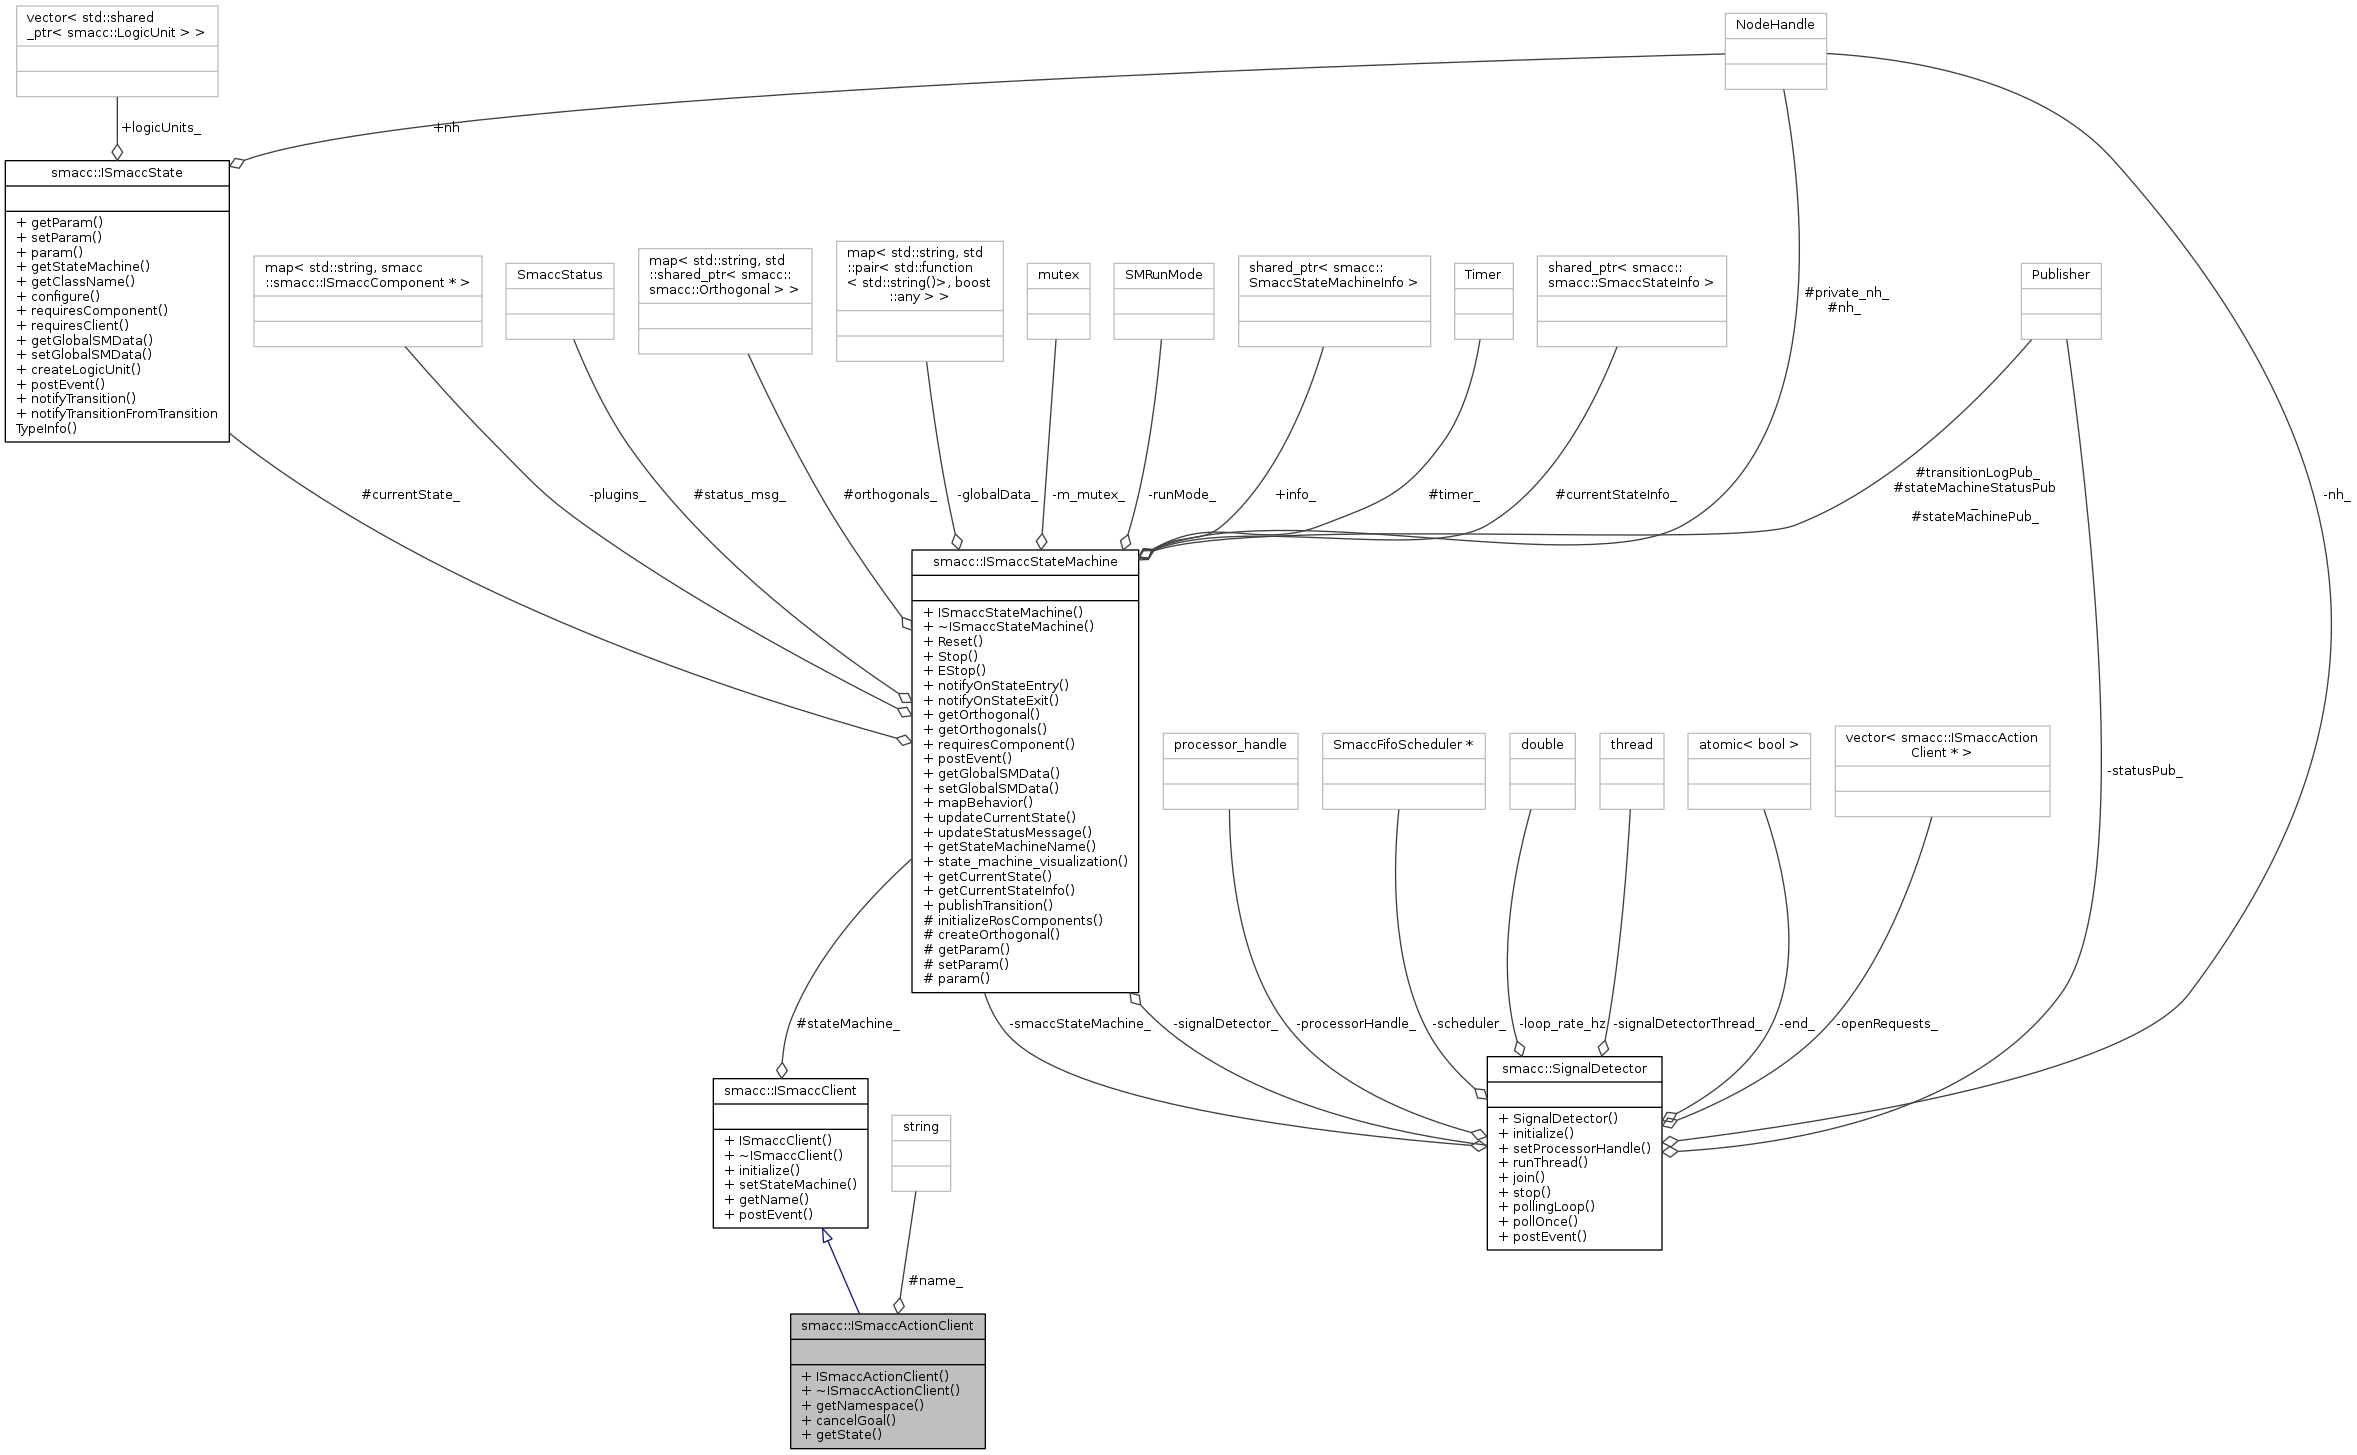 vector< std::shared
_ptr< smacc::LogicUnit > >
NodeHandle
+logicUnits_
+nh
smacc::ISmaccState
+ getParam()
+ setParam()
+ param()
+ getStateMachine()
+ getClassName()
+ configure()
+ requiresComponent()
+ requiresClient()
+ getGlobalSMData()
+ setGlobalSMData()
+ createLogicUnit()
+ postEvent()
+ notifyTransition()
+ notifyTransitionFromTransition
TypeInfo()
map< std::string, smacc
::smacc::ISmaccComponent * >
SmaccStatus
map< std::string, std
::shared_ptr< smacc::
smacc::Orthogonal > >
map< std::string, std
::pair< std::function
< std::string()>, boost
::any > >
mutex
SMRunMode
shared_ptr< smacc::
SmaccStateMachineInfo >
Timer
shared_ptr< smacc::
smacc::SmaccStateInfo >
#private_nh_
#nh_
Publisher
#currentState_
-plugins_
#status_msg_
#orthogonals_
-globalData_
-m_mutex_
-runMode_
+info_
#timer_
#currentStateInfo_
#transitionLogPub_
#stateMachineStatusPub
_
#stateMachinePub_
-nh_
smacc::ISmaccStateMachine
+ ISmaccStateMachine()
+ ~ISmaccStateMachine()
+ Reset()
+ Stop()
+ EStop()
+ notifyOnStateEntry()
+ notifyOnStateExit()
+ getOrthogonal()
+ getOrthogonals()
+ requiresComponent()
+ postEvent()
+ getGlobalSMData()
+ setGlobalSMData()
+ mapBehavior()
+ updateCurrentState()
+ updateStatusMessage()
+ getStateMachineName()
+ state_machine_visualization()
+ getCurrentState()
+ getCurrentStateInfo()
+ publishTransition()
# initializeRosComponents()
# createOrthogonal()
# getParam()
# setParam()
# param()
processor_handle
SmaccFifoScheduler *
double
thread
atomic< bool >
vector< smacc::ISmaccAction
Client * >
-statusPub_
#stateMachine_
-smaccStateMachine_
-signalDetector_
-processorHandle_
-scheduler_
-loop_rate_hz
-signalDetectorThread_
-end_
-openRequests_
smacc::ISmaccClient
+ ISmaccClient()
+ ~ISmaccClient()
+ initialize()
+ setStateMachine()
+ getName()
+ postEvent()
string
smacc::SignalDetector
+ SignalDetector()
+ initialize()
+ setProcessorHandle()
+ runThread()
+ join()
+ stop()
+ pollingLoop()
+ pollOnce()
+ postEvent()
#name_
smacc::ISmaccActionClient
+ ISmaccActionClient()
+ ~ISmaccActionClient()
+ getNamespace()
+ cancelGoal()
+ getState()